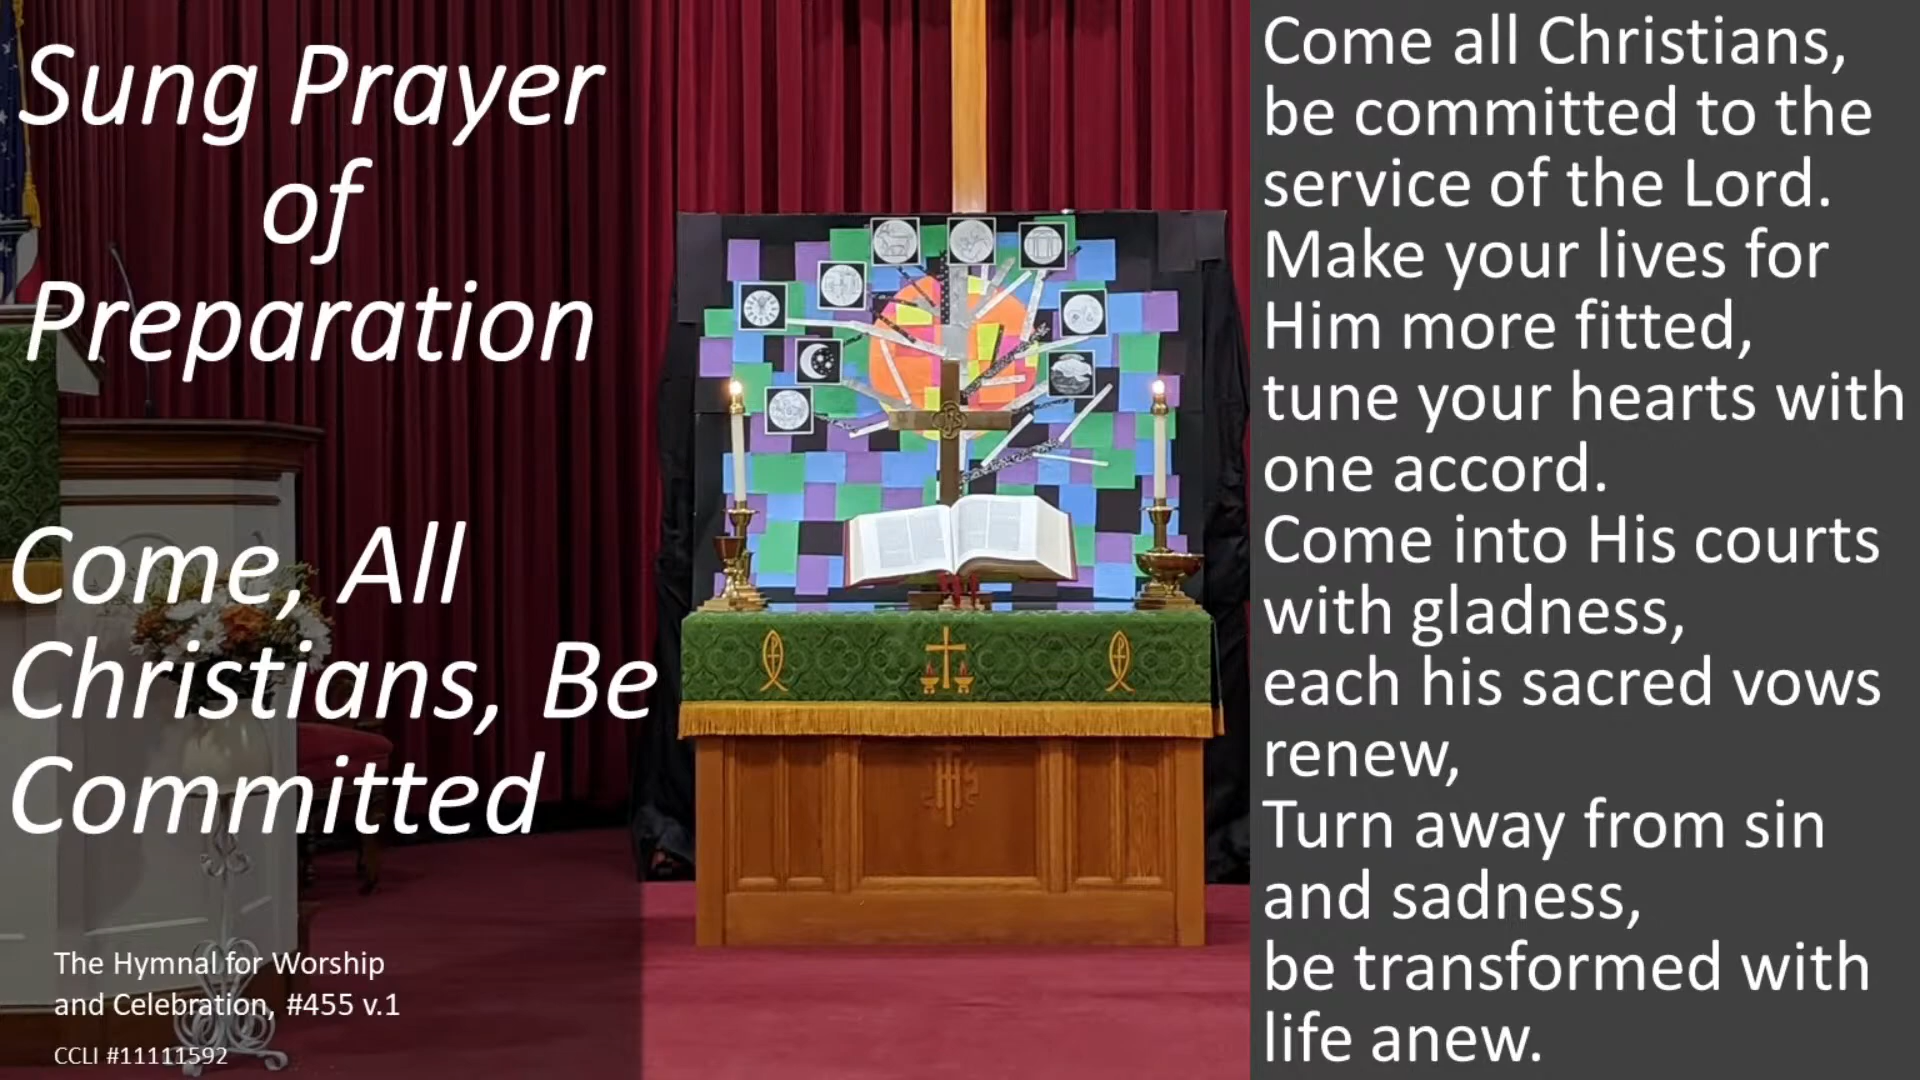 Sung Prayer
of
Preparation
Come, All
Christians, Be
Committed
The Hymnal for Worship
and Celebration, #455 v.1
CCLI #11111592
Come all Christians,
be committed to the
service of the Lord.
Make your lives for
Him more fitted,
tune your hearts with
one accord.
Come into His courts
with gladness,
each his sacred vows
renew,
Turn away from sin
and sadness,
be transformed with
life anew.